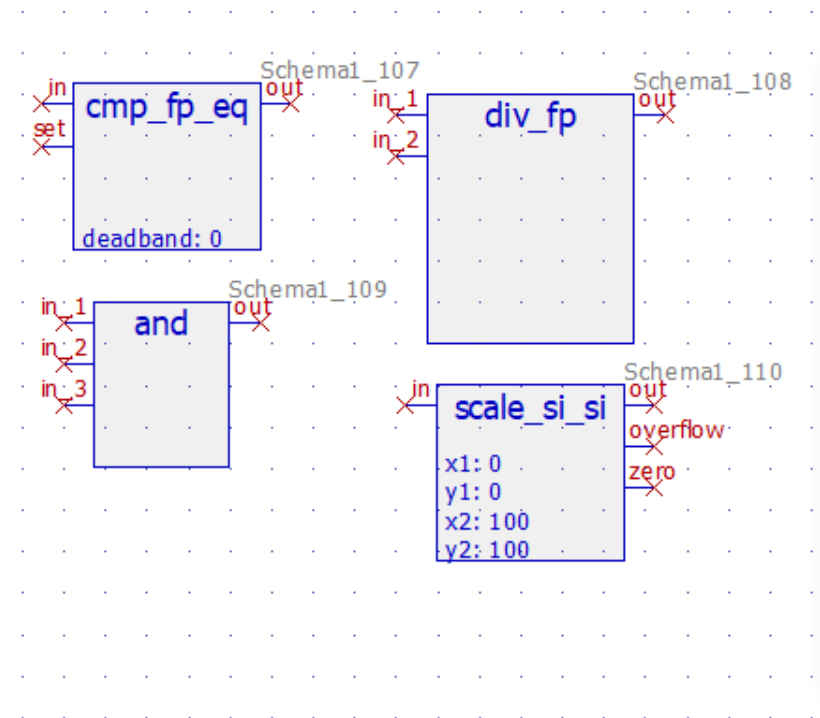 Schema1_107
in
out
cmp_fp_eq
set
deadband: 0
Schema1_108
in_1
out
div_fp
in_2
Schema1_109
in_1
out
and
in_2
in_3
Schema1_110
in
out
scale_si_si
overflow
x1: 0
zero
y1: 0
x2: 100
y2: 100